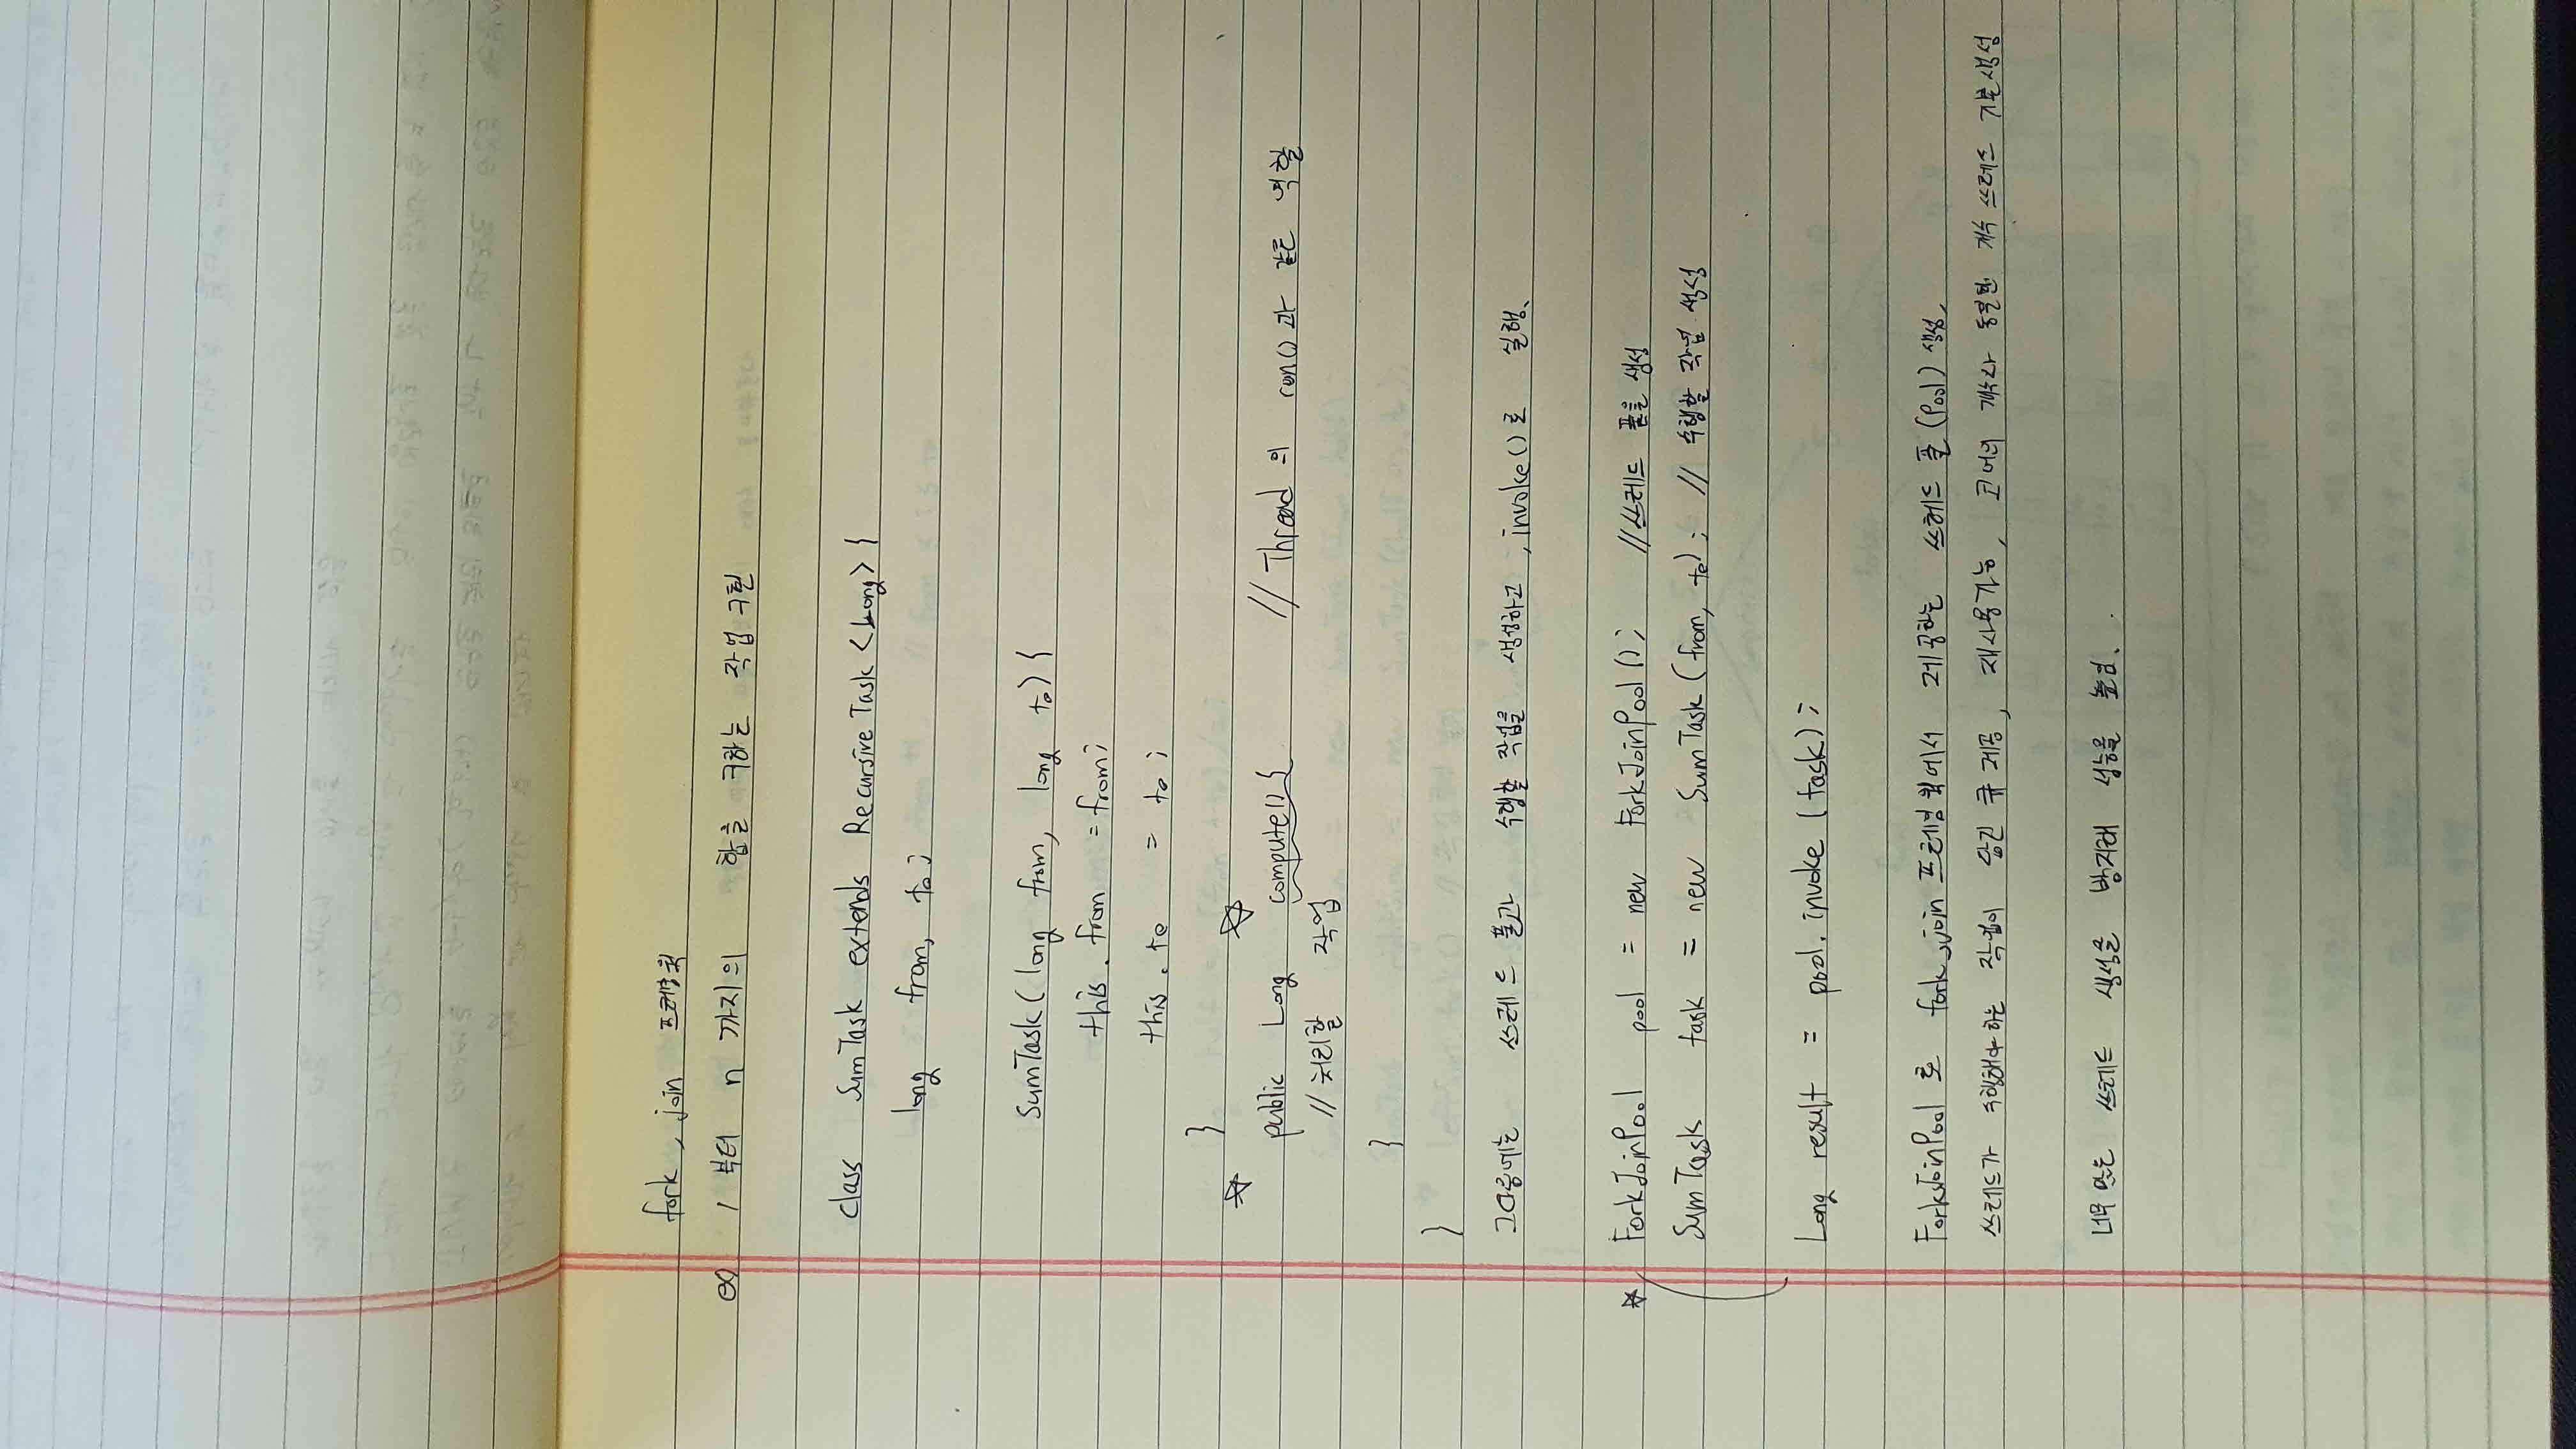 fork, join 프레임웍
ex) 1부터 n 까지의 합을 구하는 작업 구현
class SumTask extends RecursiveTask <Long> {
long from, to;
SumTask( long from, long to) {
this. from = from;
this. to = to ;
}
public Long compute() { // Thread 의 run()과 같은 역할
// 처리할 작업
}
}
그다음에는 쓰레드 풀과 수행할 작업을 생성하고, invoke()로 실행.
ForkJoinPool pool = new ForkJoinPool(); //쓰레드 풀을 생성
SumTask task = new SumTask (from, to); // 수행할 작업 생성
Long result = pool. invoke (task);
ForkJoinPool 로 fork, join 프레임웍에서 제공하는 쓰레드 풀 (Pool) 생성,
쓰레드가 수행해야 하는 작업이 담긴 큐 제공, 재사용가능, 코어의 개수와 동일한 개수 쓰레드 기본생성
너무 많은 쓰레드 생성을 방지해 성능을 높임.